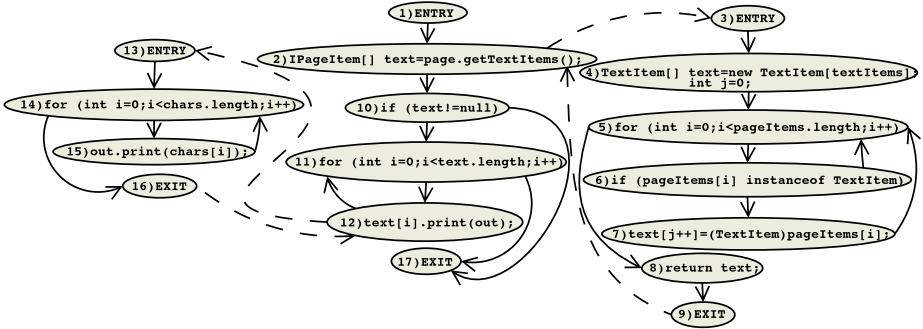 1)ENTRY
2)IPageItem[] text=page.getTextItems();
10)if (text!=null)
11)for (int i=0;i<text.length;i++)
12)text[i].print(out);
17)EXIT
3)ENTRY
4)TextItem[] text=new TextItem[textItems];
int j=0;
5)for (int i=0;i<pageItems.length;i++)
6)if (pageItems[i] instanceof TextItem)
7)text[j++]=(TextItem)pageItems[i];
8)return text;
9)EXIT
13)ENTRY
14)for (int i=0;i<chars.length;i++)
15)out.print(chars[i]);
16)EXIT